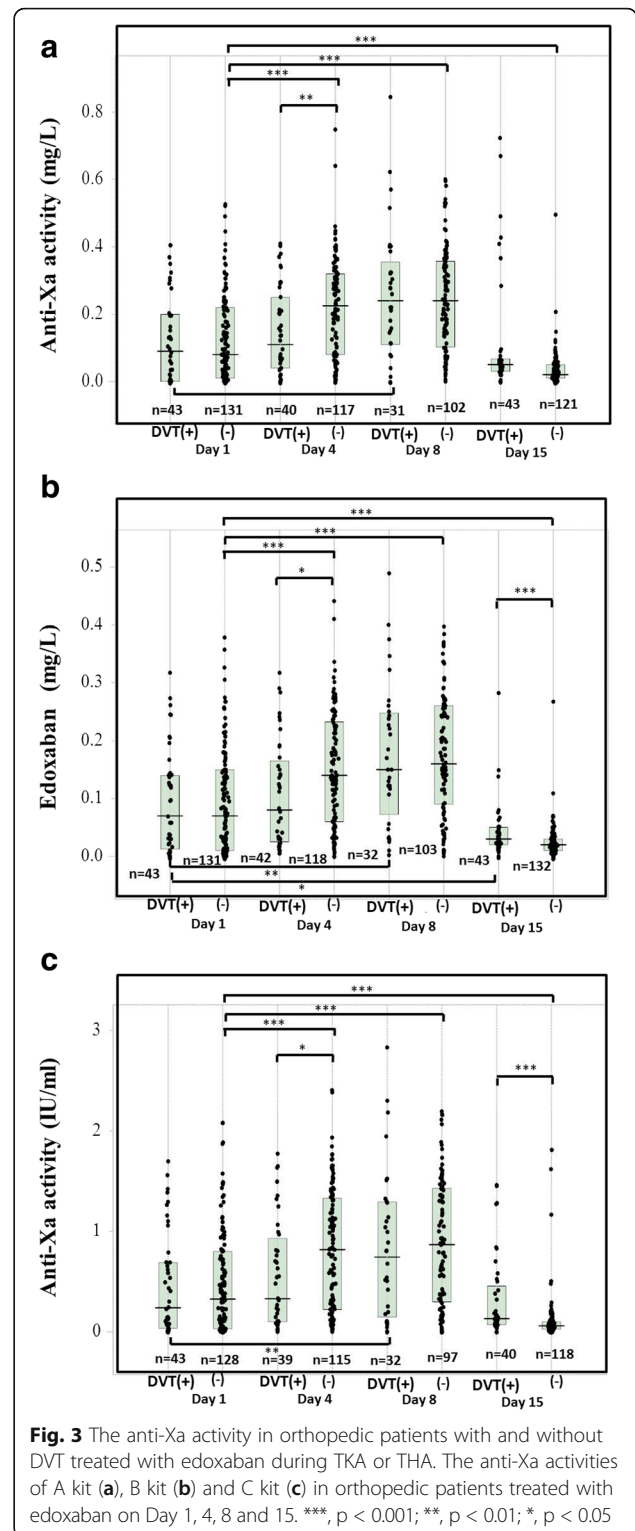 a
***
***
***
**
Anti-Xa activity (mg/L)
0.8
0.6
0.4
0.2
0.0
n=43 n=131 n=40 n=117 n=31 n=102 n=43 n=121
DVT(+) (-) DVT(+) (-) DVT(+) (-) DVT(+) (-)
Day 1 Day 4 Day 8 Day 15
b
***
***
***
*
***
Edoxaban (mg/L)
0.5
0.4
0.3
0.2
0.1
0.0
n=43 n=131 n=42 n=118 n=32 n=103 n=43 n=132
**
*
DVT(+) (-) DVT(+) (-) DVT(+) (-) DVT(+) (-)
Day 1 Day 4 Day 8 Day 15
c
***
***
***
*
***
Anti-Xa activity (IU/ml)
3
2
1
0
n=43 n=128 n=39 n=115 n=32 n=97 n=40 n=118
**
DVT(+) (-) DVT(+) (-) DVT(+) (-) DVT(+) (-)
Day 1 Day 4 Day 8 Day 15
Fig. 3 The anti-Xa activity in orthopedic patients with and without
DVT treated with edoxaban during TKA or THA. The anti-Xa activities
of A kit (a), B kit (b) and C kit (c) in orthopedic patients treated with
edoxaban on Day 1, 4, 8 and 15. ***, p < 0.001; **, p < 0.01; *, p < 0.05